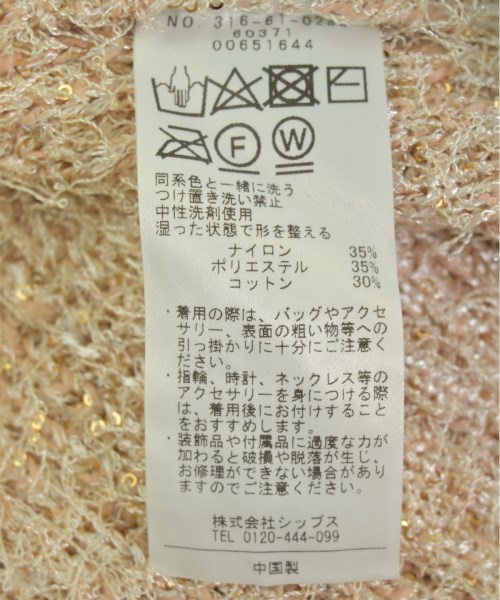 NO. 316-61-024
60371
00651644
F W
同系色と一緒に洗う
つけ置き洗い禁止
中性洗剤使用
湿った状態で形を整える
ナイロン 35%
ポリエステル 35%
コットン 30%
・着用の際は、バッグやアクセ
サリー、表面の粗い物等への
引っ掛かりに十分にご注意く
ださい。
・指輪、時計、ネックレス等の
アクセサリーを身につける際
は、着用後にお付けすること
をおすすめします。
・装飾品や付属品に過度な力が
加わると破損や脱落が生じ、
お修理ができない場合があり
ますのでご注意ください。
株式会社シップス
TEL 0120-444-099
中国製